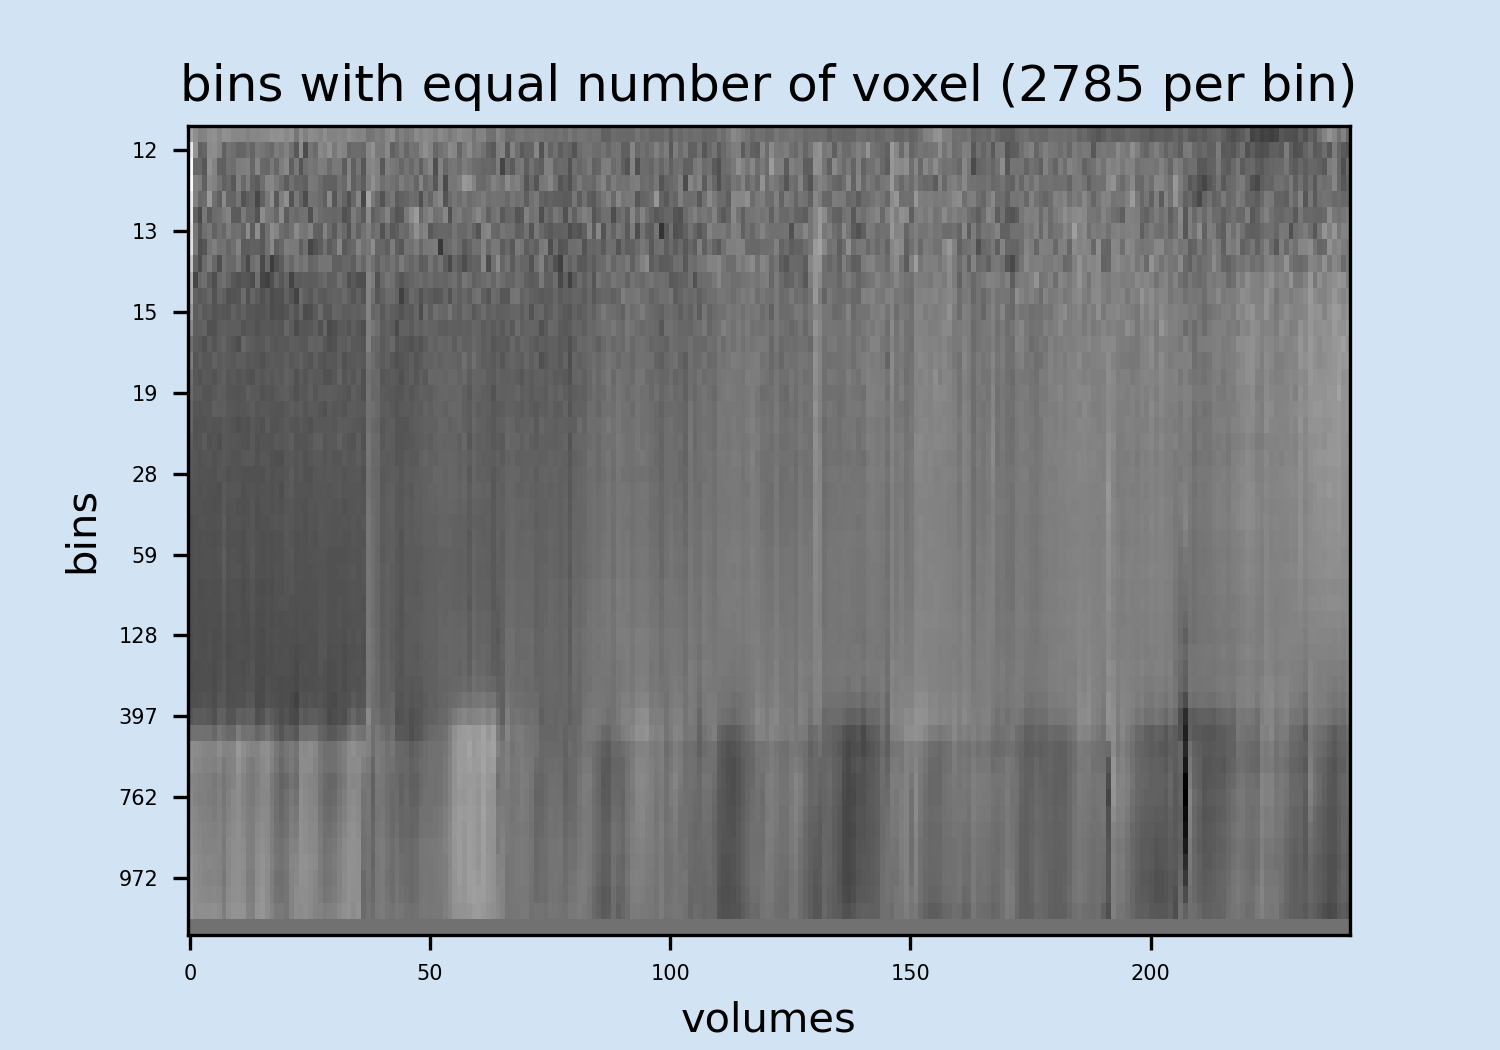 bins with equal number of voxel (2785 per bin)
bins
12
13
15
19
28
59
128
397
762
972
0 50 100 150 200
volumes